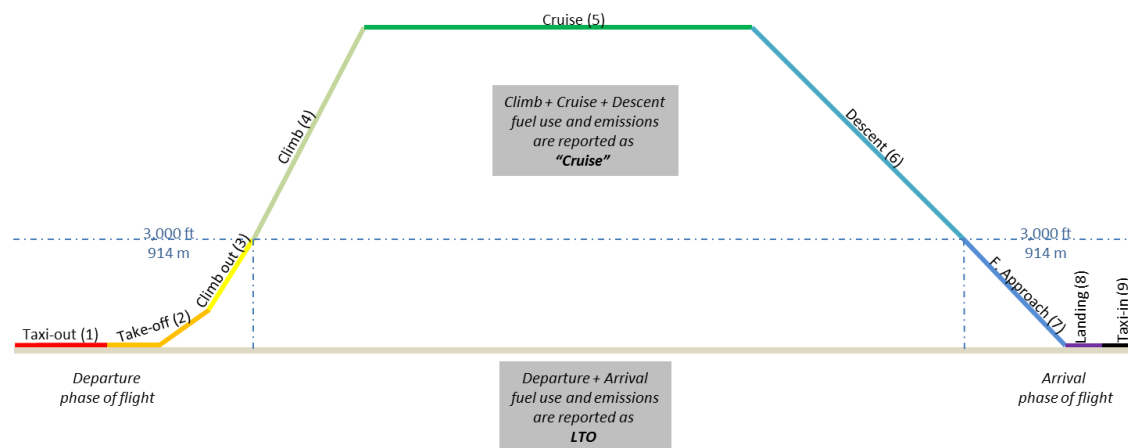 Cruise (5)
Climb + Cruise + Descent
fuel use and emissions
are reported as
“Cruise”
Climb (4)
Descent (6)
3,000 ft
914 m
3,000 ft
914 m
Climb out (3)
F. Approach (7)
Landing (8)
Taxi-in (9)
Taxi-out (1)
Take-off (2)
Departure
phase of flight
Departure + Arrival
fuel use and emissions
are reported as
LTO
Arrival
phase of flight